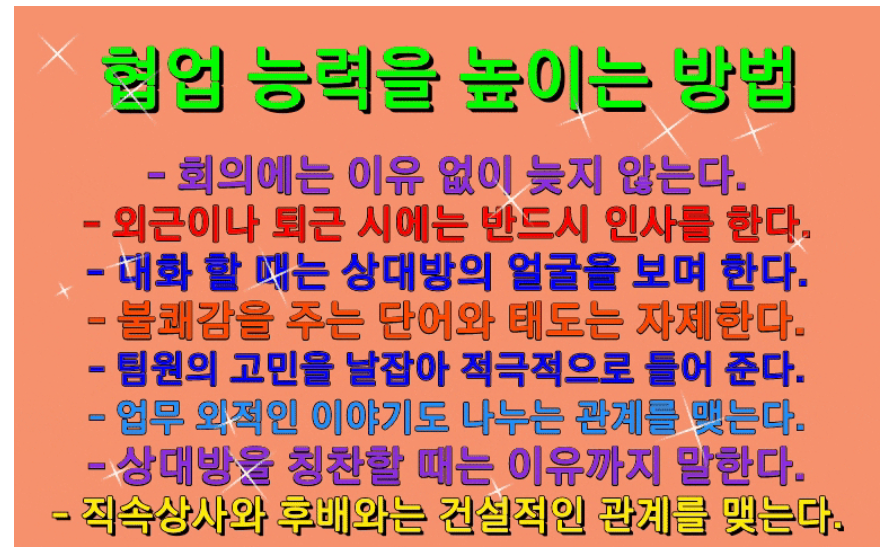 협업 능력을 높이는 방법
- 회의에는 이유 없이 늦지 않는다.
- 외근이나 퇴근 시에는 반드시 인사를 한다.
- 대화 할 때는 상대방의 얼굴을 보며 한다.
- 불쾌감을 주는 단어와 태도는 자제한다.
- 팀원의 고민을 날잡아 적극적으로 들어 준다.
- 업무 외적인 이야기도 나누는 관계를 맺는다.
- 상대방을 칭찬할 때는 이유까지 말한다.
- 직속상사와 후배와는 건설적인 관계를 맺는다.